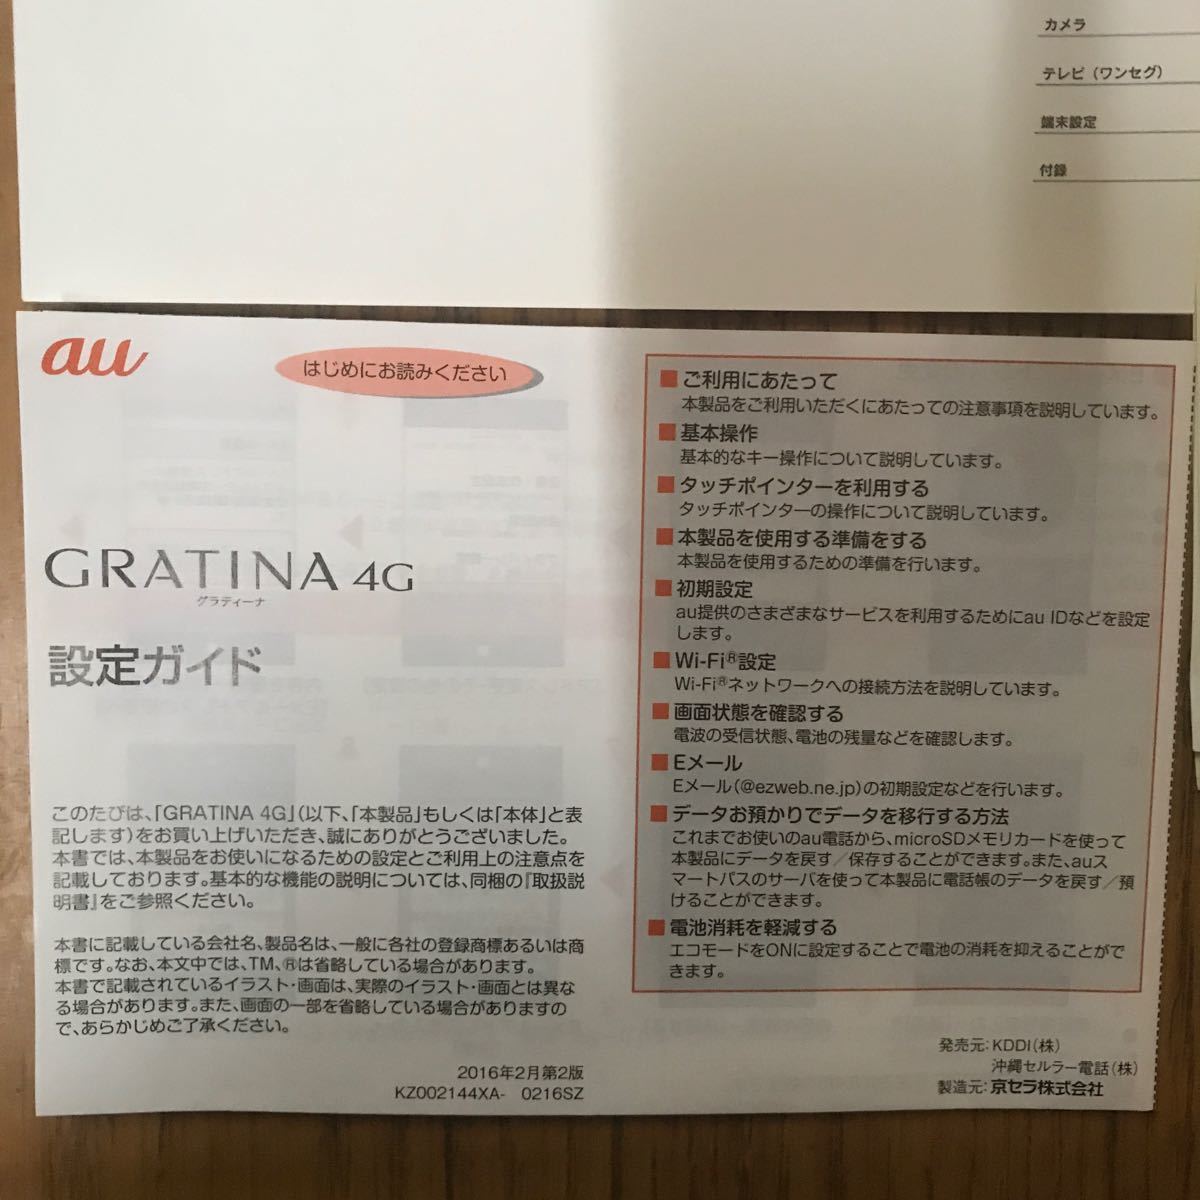 カメラ
テレビ（ワンセグ）
端末設定
付録
au
はじめにお読みください
GRATINA 4G
グラティーナ
設定ガイド
このたびは、「GRATINA 4G」（以下、「本製品」もしくは「本体」と表
記します）をお買い上げいただき、誠にありがとうございました。
本書では、本製品をお使いになるための設定とご利用上の注意点を
記載しております。基本的な機能の説明については、同梱の『取扱説
明書』をご参照ください。
本書に記載している会社名、製品名は、一般に各社の登録商標あるいは商
標です。なお、本文中では、TM、®は省略している場合があります。
本書で記載されているイラスト・画面は、実際のイラスト・画面とは異な
る場合があります。また、画面の一部を省略している場合がありますの
で、あらかじめご了承ください。
2016年2月第2版
KZ002144XA- 0216SZ
■ご利用にあたって
本製品をご利用いただくにあたっての注意事項を説明しています。
■基本操作
基本的なキー操作について説明しています。
■タッチポインターを利用する
タッチポインターの操作について説明しています。
■本製品を使用する準備をする
本製品を使用するための準備を行います。
■初期設定
au提供のさまざまなサービスを利用するためにau IDなどを設定
します。
■Wi-Fi®設定
Wi-Fi®ネットワークへの接続方法を説明しています。
■画面状態を確認する
電波の受信状態、電池の残量などを確認します。
■Eメール
Eメール（@ezweb.ne.jp）の初期設定などを行います。
■データお預かりでデータを移行する方法
これまでお使いのau電話から、microSDメモリカードを使って
本製品にデータを戻す／保存することができます。また、auス
マートパスのサーバを使って本製品に電話帳のデータを戻す／預
けることができます。
■電池消耗を軽減する
エコモードをONに設定することで電池の消耗を抑えることがで
きます。
発売元：KDDI（株）
沖縄セルラー電話（株）
製造元：京セラ株式会社